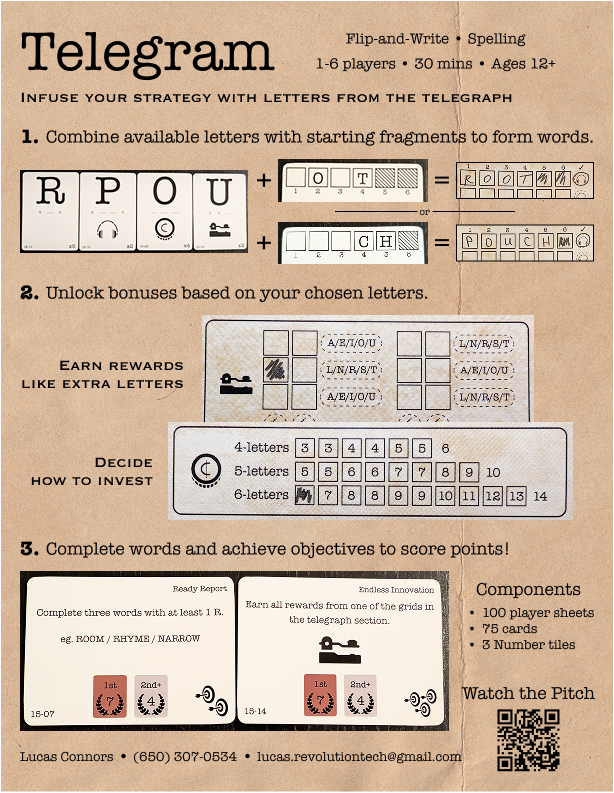 Telegram
Flip-and-Write • Spelling
1-6 players • 30 mins • Ages 12+
INFUSE YOUR STRATEGY WITH LETTERS FROM THE TELEGRAPH
1. Combine available letters with starting fragments to form words.
R P O U
+ O T = R O O T
1 2 3 4 5 6
or
+ C H = P O U C H
1 2 3 4 5 6
2. Unlock bonuses based on your chosen letters.
EARN REWARDS
LIKE EXTRA LETTERS
A/E/I/O/U L/N/R/S/T
L/N/R/S/T A/E/I/O/U
A/E/I/O/U L/N/R/S/T
DECIDE
HOW TO INVEST
4-letters 3 3 4 4 5 5 6
5-letters 5 5 6 6 7 7 8 9 10
6-letters 7 8 8 9 9 10 11 12 13 14
3. Complete words and achieve objectives to score points!
Ready Report
Complete three words with at least 1 R.
eg. ROOM / RHYME / NARROW
1st 2nd+
7 4
15-07
Endless Innovation
Earn all rewards from one of the grids in
the telegraph section.
1st 2nd+
7 4
15-14
Components
• 100 player sheets
• 75 cards
• 3 Number tiles
Watch the Pitch
Lucas Connors • (650) 307-0534 • lucas.revolutiontech@gmail.com